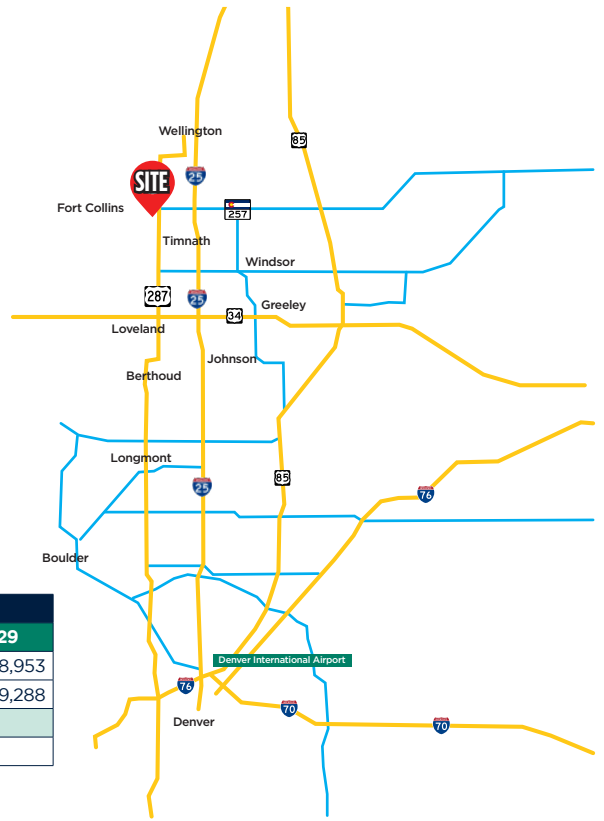 Wellington
85
25
SITE
Fort Collins
257
Timnath
Windsor
287
25
Greeley
34
Loveland
Johnson
Berthoud
Longmont
85
25
76
Boulder
29
8,953
9,288
Denver International Airport
76
70
Denver
70